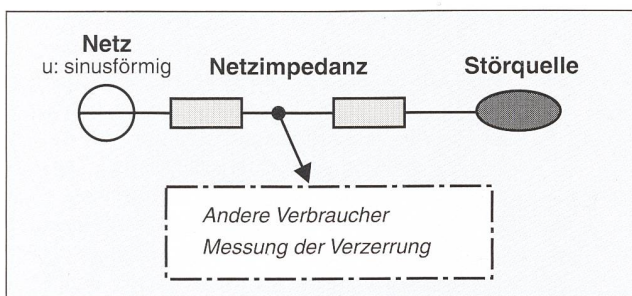 Netz
u: sinusförmig
Netzimpedanz
Störquelle
Andere Verbraucher
Messung der Verzerrung